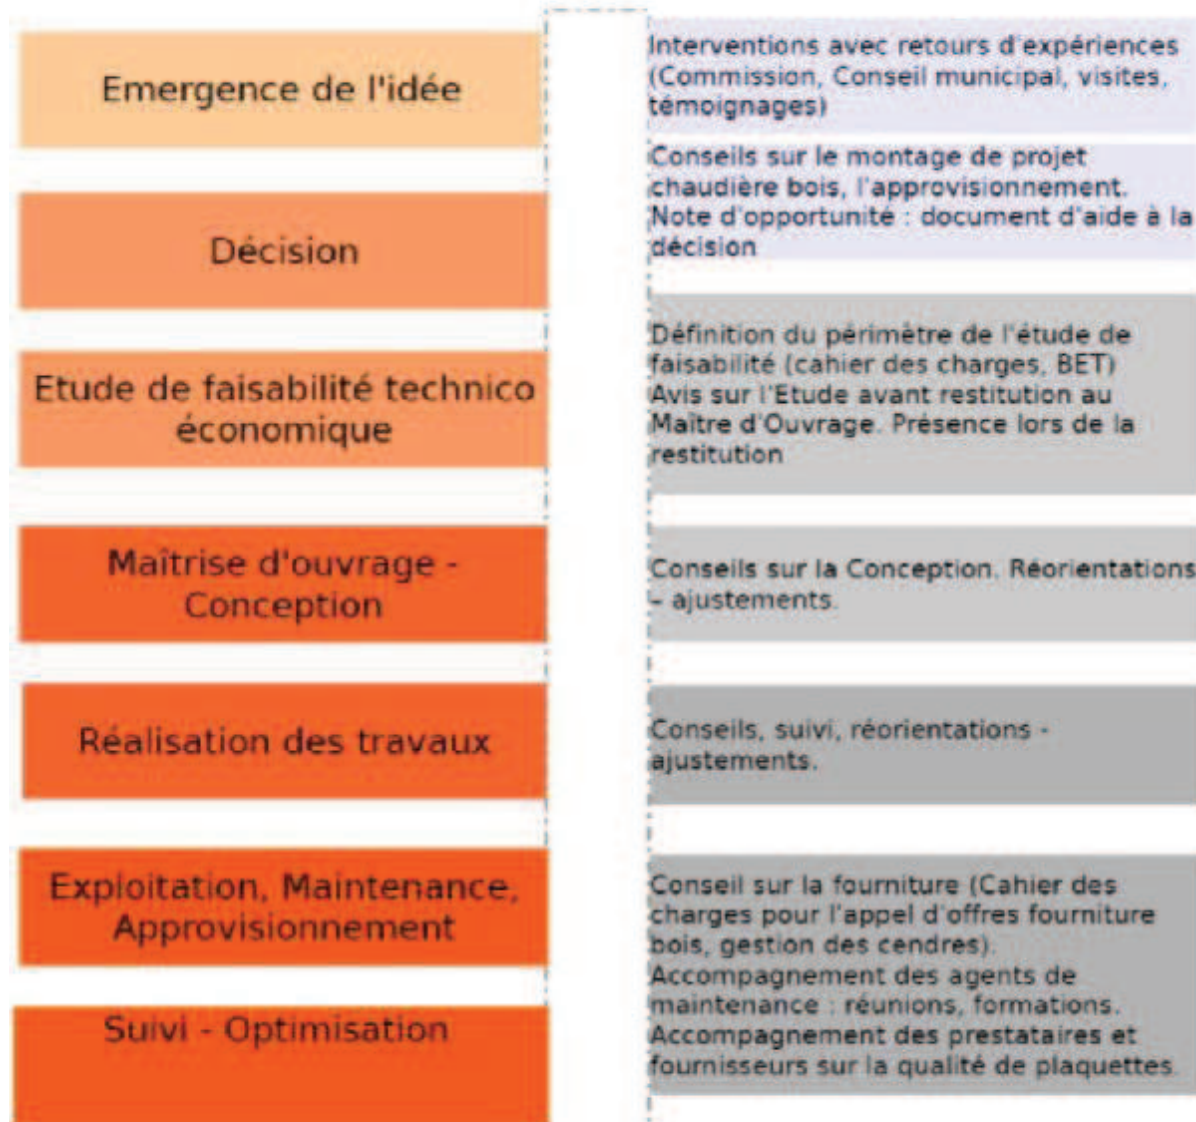 Emergence de l'idée
Interventions avec retours d'expériences
(Commission, Conseil municipal, visites,
témoignages)
Décision
Conseils sur le montage de projet
chaudière bois, l'approvisionnement.
Note d'opportunité : document d'aide à la
décision
Etude de faisabilité technico
économique
Définition du périmètre de l'étude de
faisabilité (cahier des charges, BET)
Avis sur l'Etude avant restitution au
Maître d'Ouvrage. Présence lors de la
restitution
Maîtrise d'ouvrage -
Conception
Conseils sur la Conception. Réorientations
– ajustements.
Réalisation des travaux
Conseils, suivi, réorientations -
ajustements.
Exploitation, Maintenance,
Approvisionnement
Suivi - Optimisation
Conseil sur la fourniture (Cahier des
charges pour l'appel d'offres fourniture
bois, gestion des cendres).
Accompagnement des agents de
maintenance : réunions, formations.
Accompagnement des prestataires et
fournisseurs sur la qualité de plaquettes.